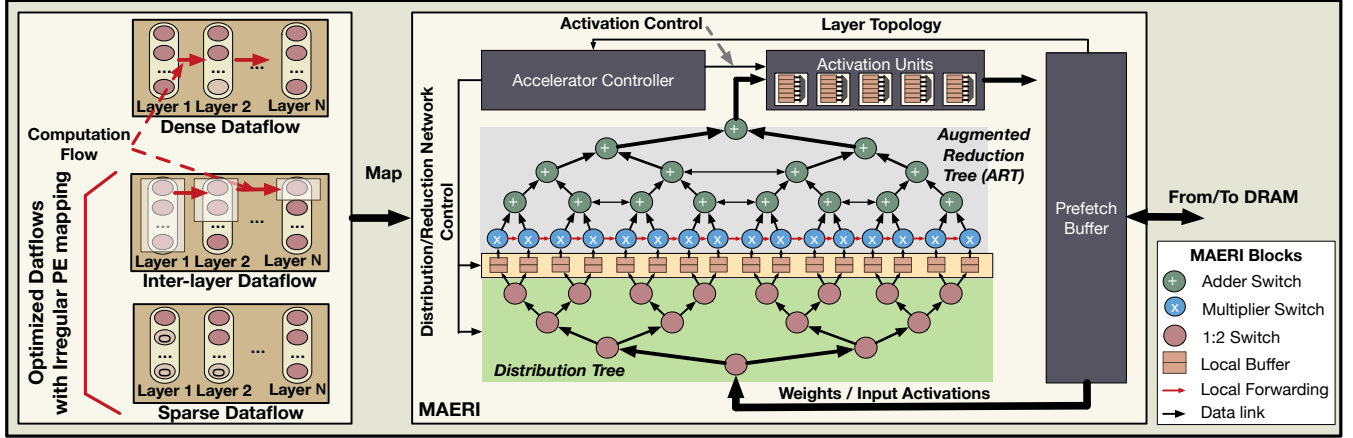 ...
...
...
...
Layer 1
Layer 2
Layer N
Dense Dataflow
Computation
Flow
...
...
...
...
Layer 1
Layer 2
Layer N
Inter-layer Dataflow
...
...
...
...
Layer 1
Layer 2
Layer N
Sparse Dataflow
Optimized Daflows
with Irregular PE mapping
Map
Activation Control
Layer Topology
Accelerator Controller
Activation Units
Distribution/Reduction Network
Control
Augmented
Reduction
Tree (ART)
+
+ +
+ + + +
+ + + + + + + +
X X X X X X X X X X X X X X X X
Distribution Tree
Weights / Input Activations
MAERI
Prefetch
Buffer
From/To DRAM
MAERI Blocks
+ Adder Switch
X Multiplier Switch
1:2 Switch
Local Buffer
Local Forwarding
Data link